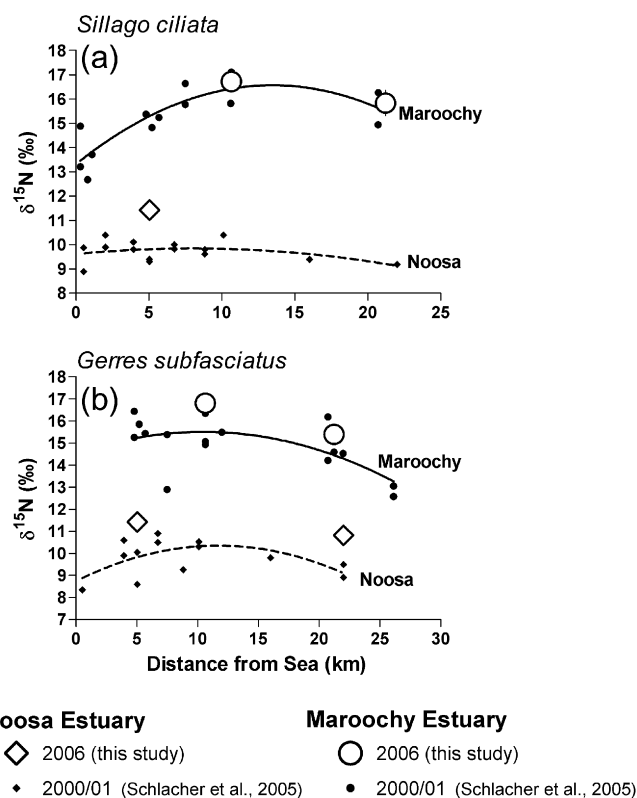 Sillago ciliata
(a)
18
17
16
15
14
13
12
11
10
9
8
δ¹⁵N (‰)
Maroochy
Noosa
0 5 10 15 20 25
Gerres subfasciatus
(b)
18
17
16
15
14
13
12
11
10
9
8
7
δ¹⁵N (‰)
Maroochy
Noosa
0 5 10 15 20 25 30
Distance from Sea (km)
oosa Estuary Maroochy Estuary
2006 (this study) 2006 (this study)
2000/01 (Schlacher et al., 2005) 2000/01 (Schlacher et al., 2005)